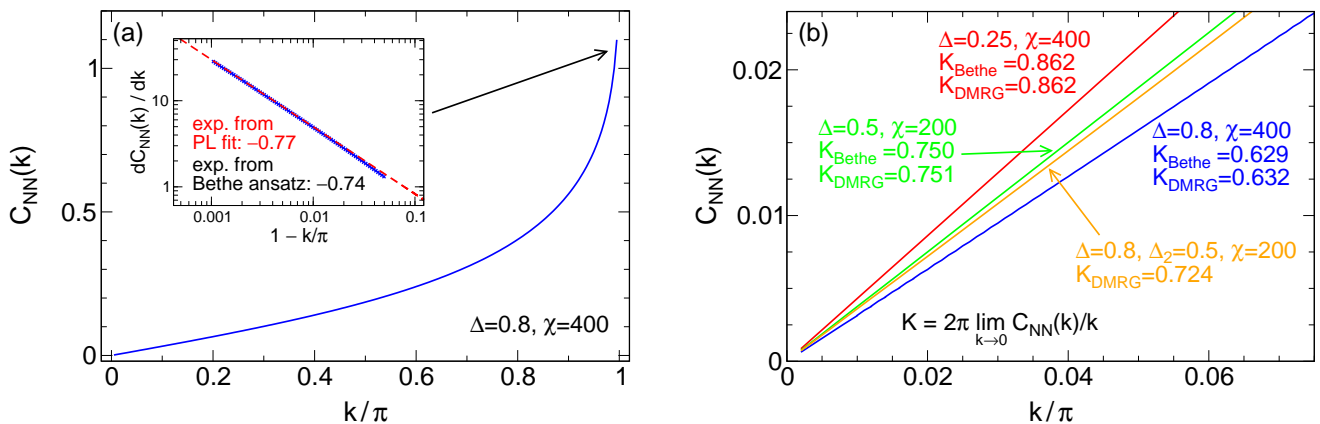 (a)
C_NN(k)
1
0.5
0
0
0.2
0.4
0.6
0.8
1
k/π
Δ=0.8, χ=400
dC_NN(k) / dk
10
1
0.001
0.01
0.1
1 − k/π
exp. from
PL fit: −0.77
exp. from
Bethe ansatz: −0.74
(b)
C_NN(k)
0.02
0.01
0
0
0.02
0.04
0.06
k/π
Δ=0.25, χ=400
K_Bethe=0.862
K_DMRG=0.862
Δ=0.5, χ=200
K_Bethe=0.750
K_DMRG=0.751
Δ=0.8, χ=400
K_Bethe=0.629
K_DMRG=0.632
Δ=0.8, Δ₂=0.5, χ=200
K_DMRG=0.724
K = 2π lim C_NN(k)/k
k→0